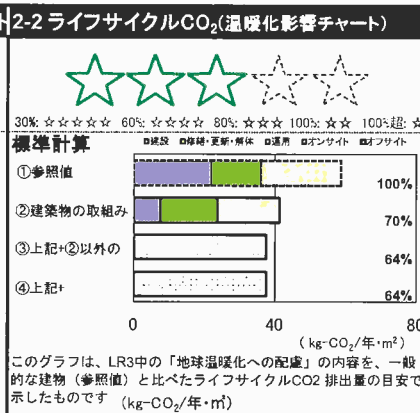 ト2-2 ライフサイクルCO₂(温暖化影響チャート)
30%: ☆☆☆☆☆ 60%: ☆☆☆☆ 80%: ☆☆☆ 100%: ☆☆ 100%超: ☆
標準計算
□建設 □修繕・更新・解体 □運用 □オンサイト □オフサイト
①参照値 100%
②建築物の取組み 70%
③上記+②以外の 64%
④上記+ 64%
0 40 80
( kg-CO₂/年・m²)
このグラフは、LR3中の「地球温暖化への配慮」の内容を、一般
的な建物（参照値）と比べたライフサイクルCO2 排出量の目安で
示したものです (kg-CO₂/年・㎡)